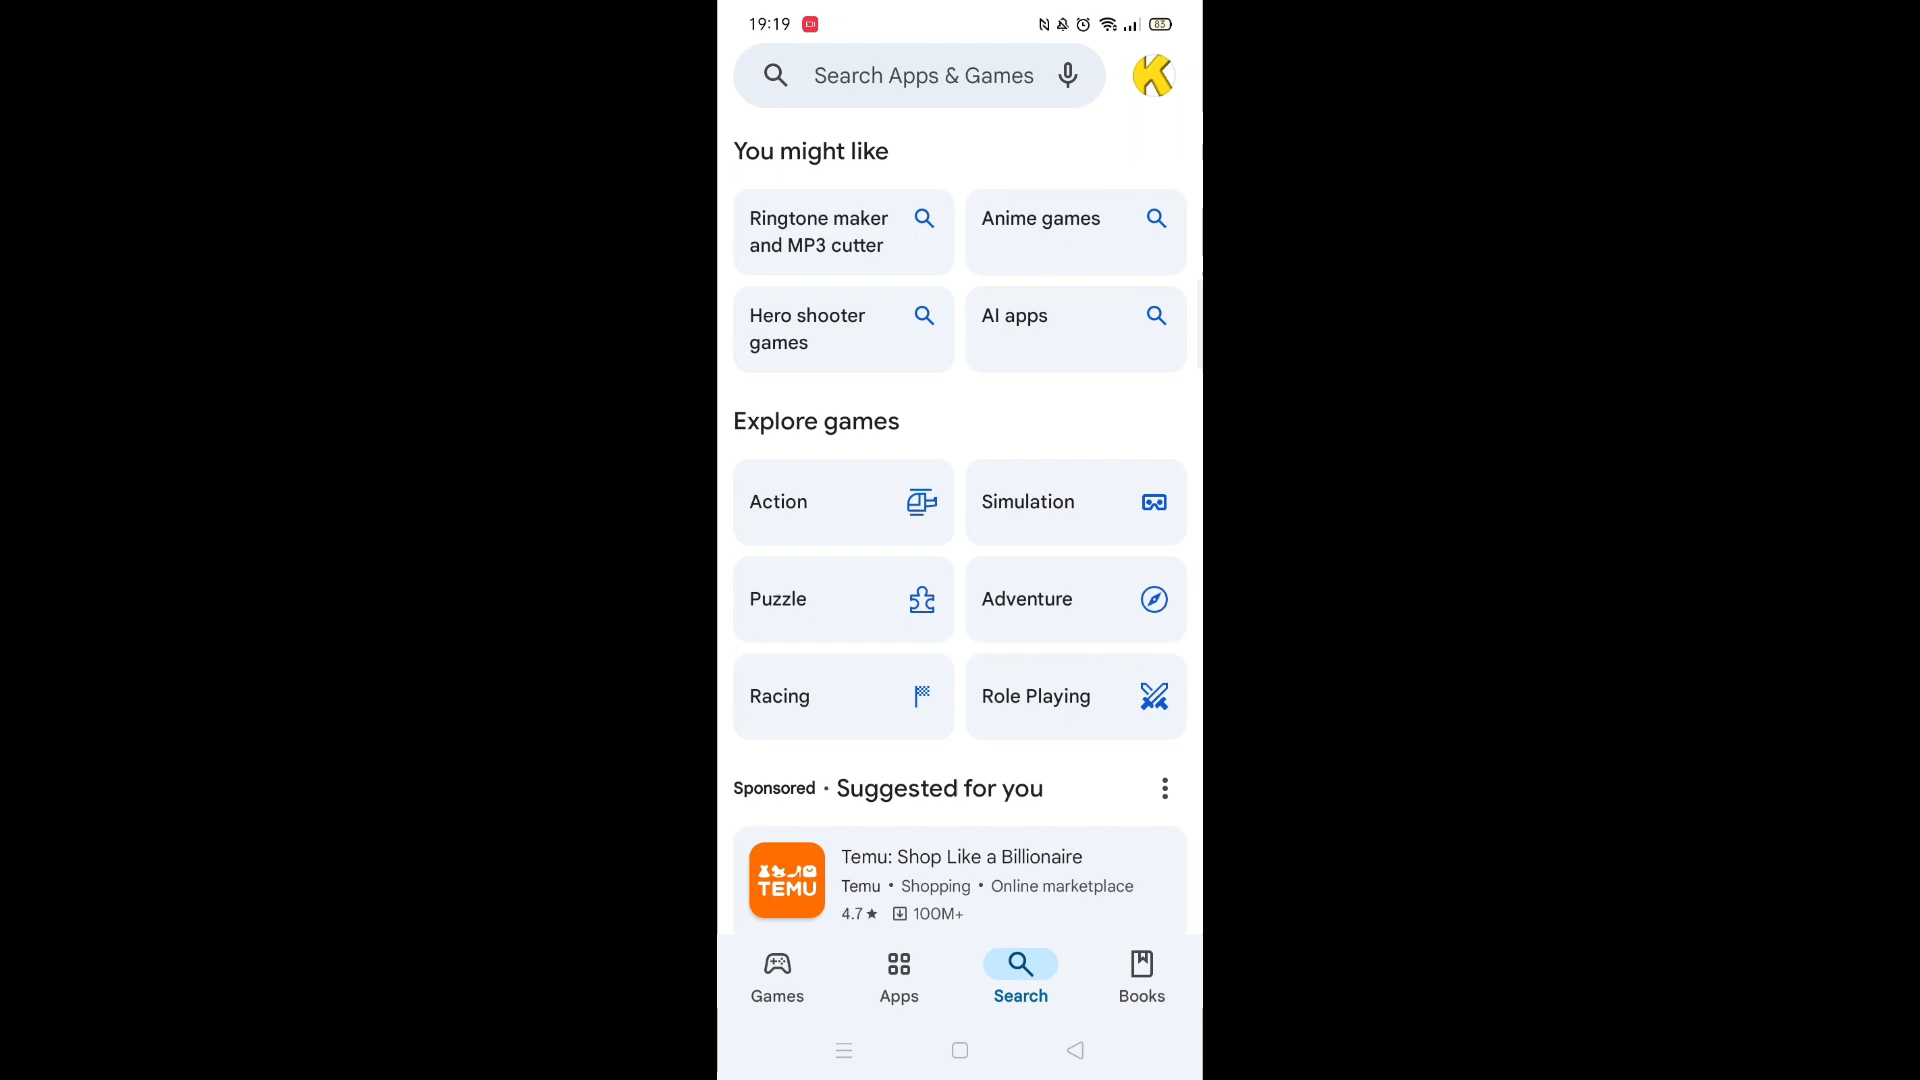 19:19
83
Search Apps & Games
You might like
Ringtone maker
and MP3 cutter
Anime games
Hero shooter
games
AI apps
Explore games
Action
Simulation
Puzzle
Adventure
Racing
Role Playing
Sponsored • Suggested for you
TEMU
Temu: Shop Like a Billionaire
Temu • Shopping • Online marketplace
4.7★ 100M+
Games
Apps
Search
Books